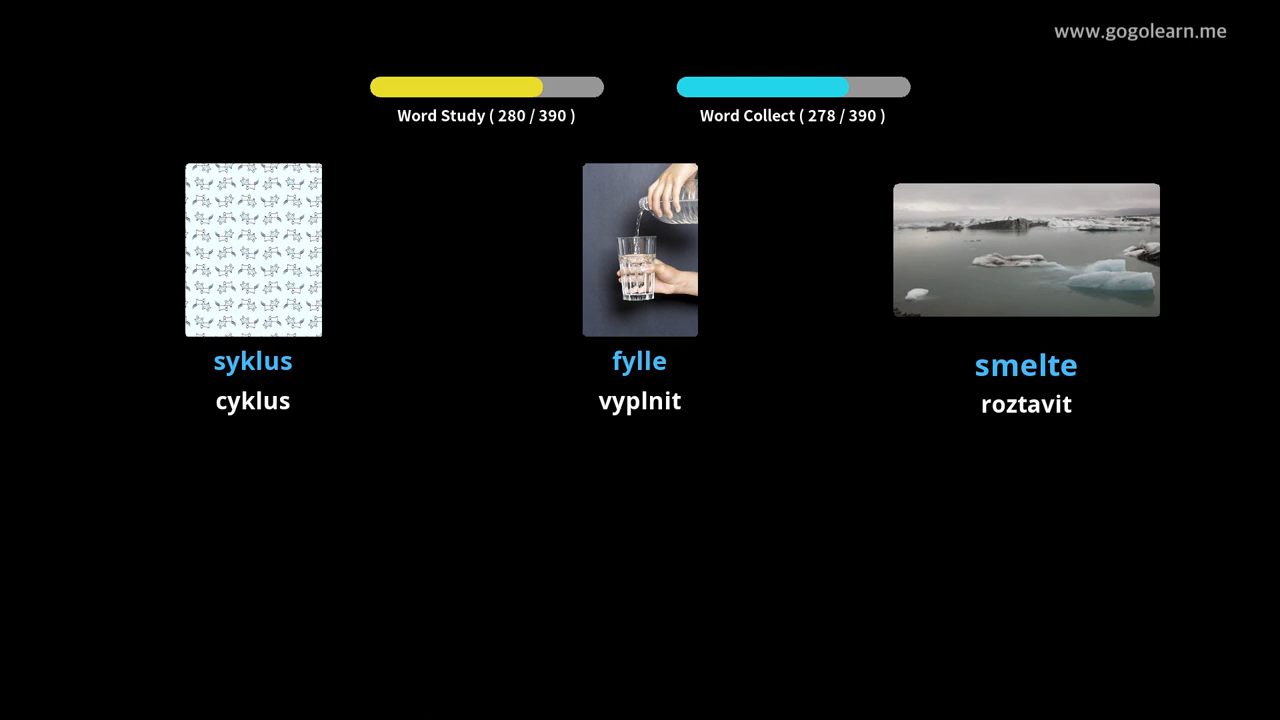 www.gogolearn.me
Word Study ( 280 / 390 )
Word Collect ( 278 / 390 )
syklus
cyklus
fylle
vyplnit
smelte
roztavit